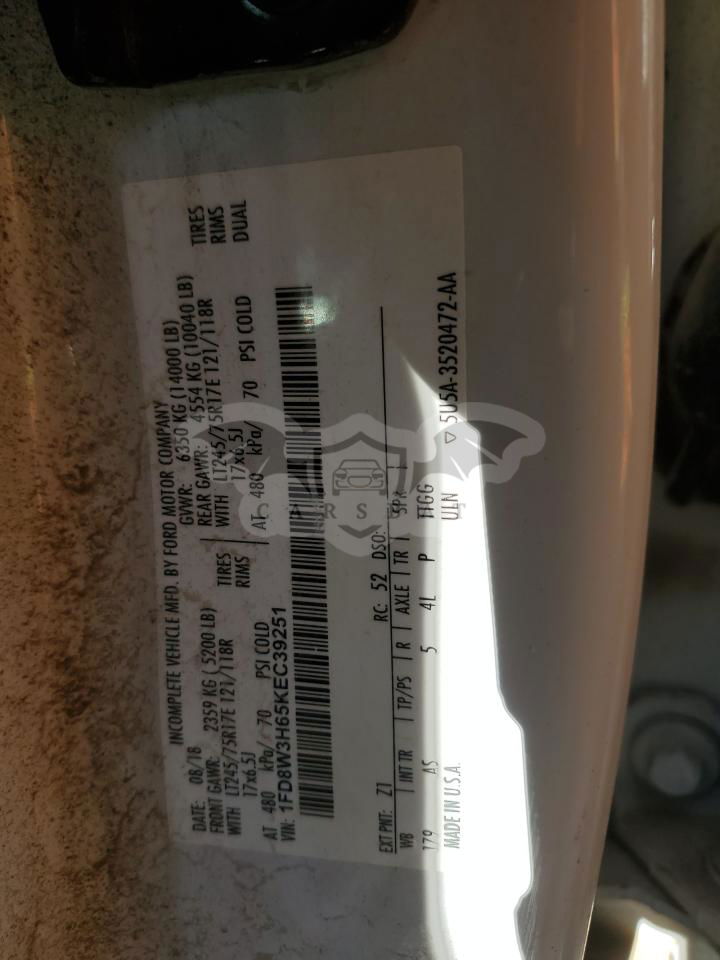 INCOMPLETE VEHICLE MFD. BY FORD MOTOR COMPANY
DATE: 08/18 GVWR: 6350 KG (14000 LB)
FRONT GAWR: 2359 KG ( 5200 LB) REAR GAWR: 4554 KG (10040 LB)
WITH LT245/75R17E 121/118R TIRES WITH LT245/75R17E 121/118R TIRES
17x6.5J RIMS 17x6.5J RIMS
AT 480 kPa/ 70 PSI COLD AT 480 kPa/ 70 PSI COLD DUAL
VIN: 1FD8W3H65KEC39251
EXT PNT: Z1 RC: 52 DSO:
WB INT TR TP/PS R AXLE TR SPR
179 AS 5 4L P
MADE IN U.S.A. ULN ▽ 5U5A-3520472-AA